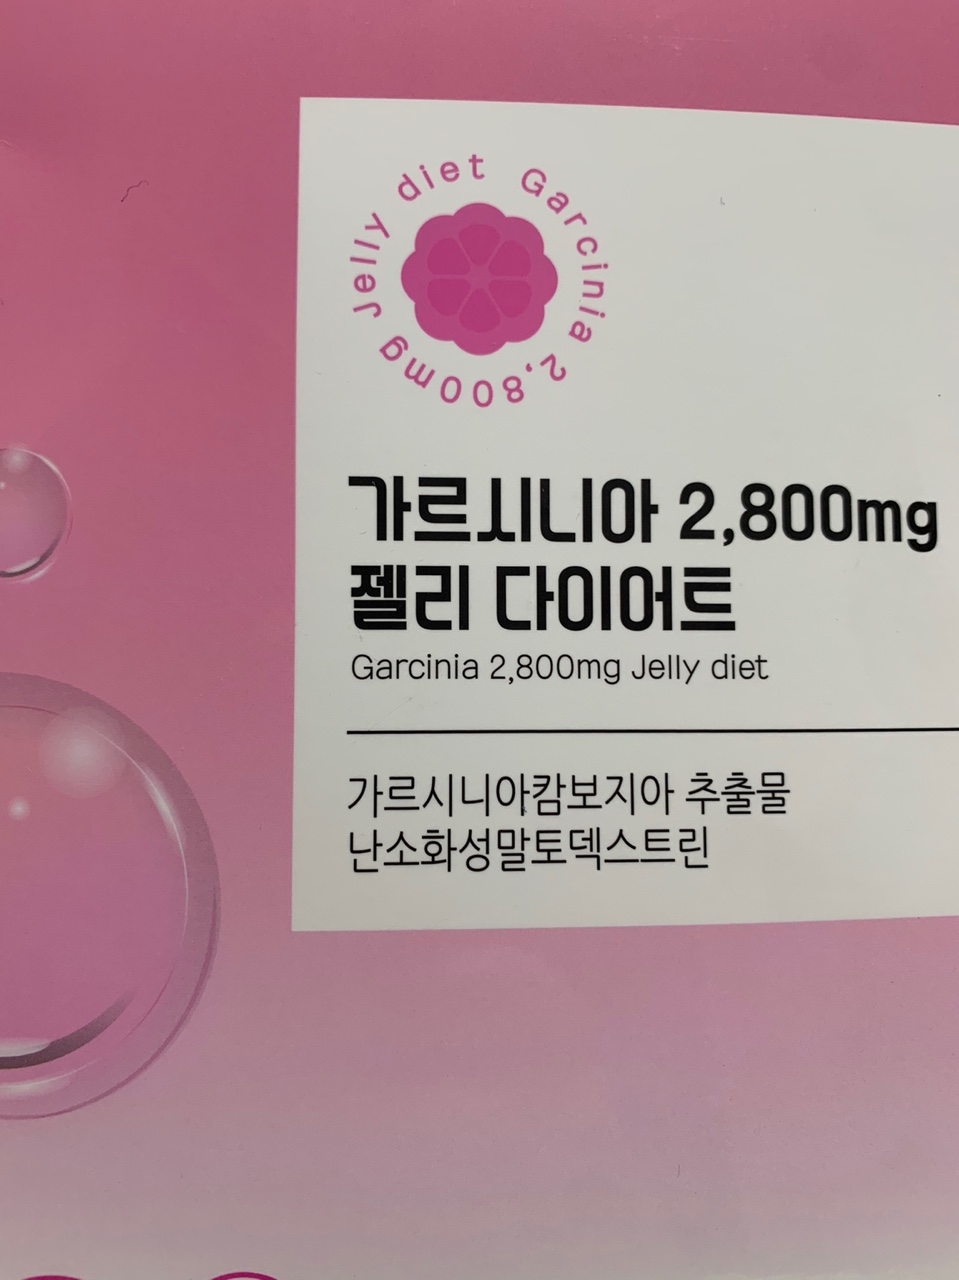 Jelly diet Garcinia 2,800mg
가르시니아 2,800mg
젤리 다이어트
Garcinia 2,800mg Jelly diet
가르시니아캄보지아 추출물
난소화성말토덱스트린